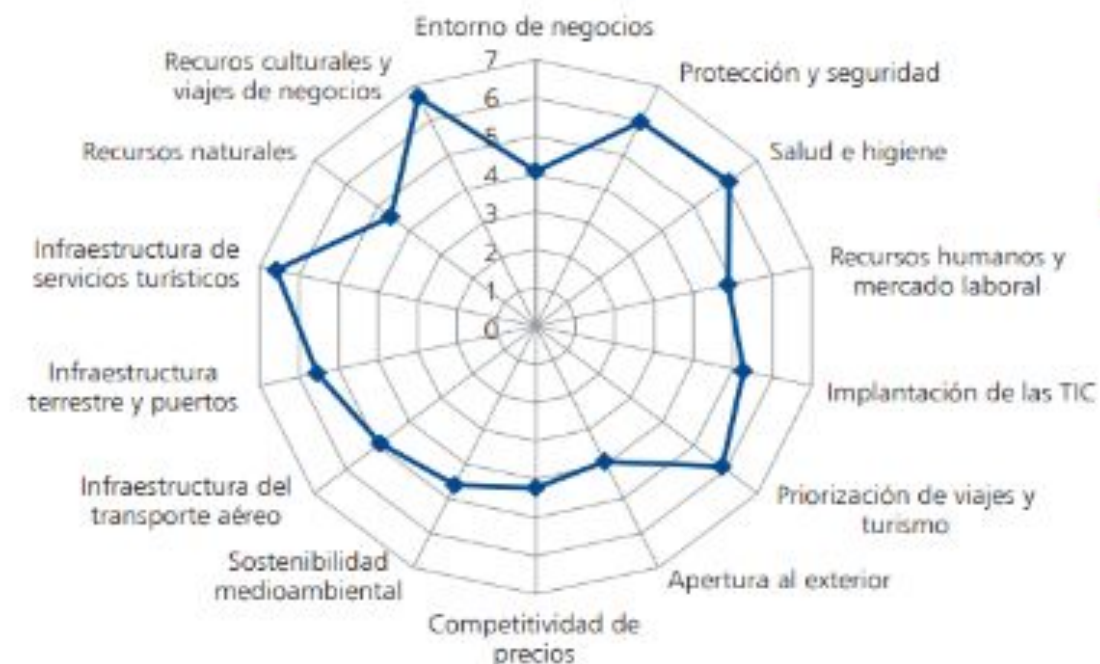 Entorno de negocios
Protección y seguridad
Salud e higiene
Recursos humanos y
mercado laboral
Implantación de las TIC
Priorización de viajes y
turismo
Apertura al exterior
Competitividad de
precios
Sostenibilidad
medioambiental
Infraestructura del
transporte aéreo
Infraestructura
terrestre y puertos
Infraestructura de
servicios turísticos
Recursos naturales
Recuros culturales y
viajes de negocios
7
6
5
4
3
2
1
0